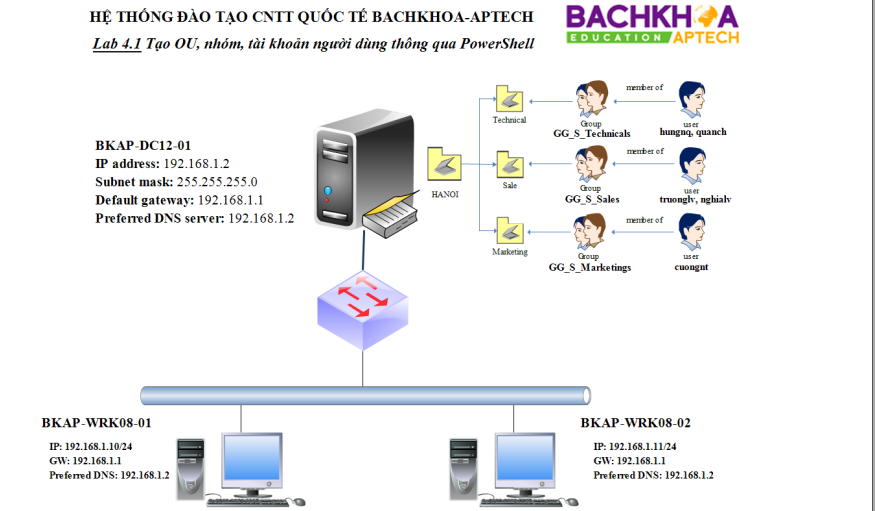 HỆ THỐNG ĐÀO TẠO CNTT QUỐC TẾ BACHKHOA-APTECH
Lab 4.1 Tạo OU, nhóm, tài khoản người dùng thông qua PowerShell
BACHKHOA
EDUCATION APTECH
BKAP-DC12-01
IP address: 192.168.1.2
Subnet mask: 255.255.255.0
Default gateway: 192.168.1.1
Preferred DNS server: 192.168.1.2
HANOI
Technical
Group
GG_S_Technicals
member of
user
hungnq, quanch
Sale
Group
GG_S_Sales
member of
user
truonglv, nghialv
Marketing
Group
GG_S_Marketings
member of
user
cuongnt
BKAP-WRK08-01
IP: 192.168.1.10/24
GW: 192.168.1.1
Preferred DNS: 192.168.1.2
BKAP-WRK08-02
IP: 192.168.1.11/24
GW: 192.168.1.1
Preferred DNS: 192.168.1.2